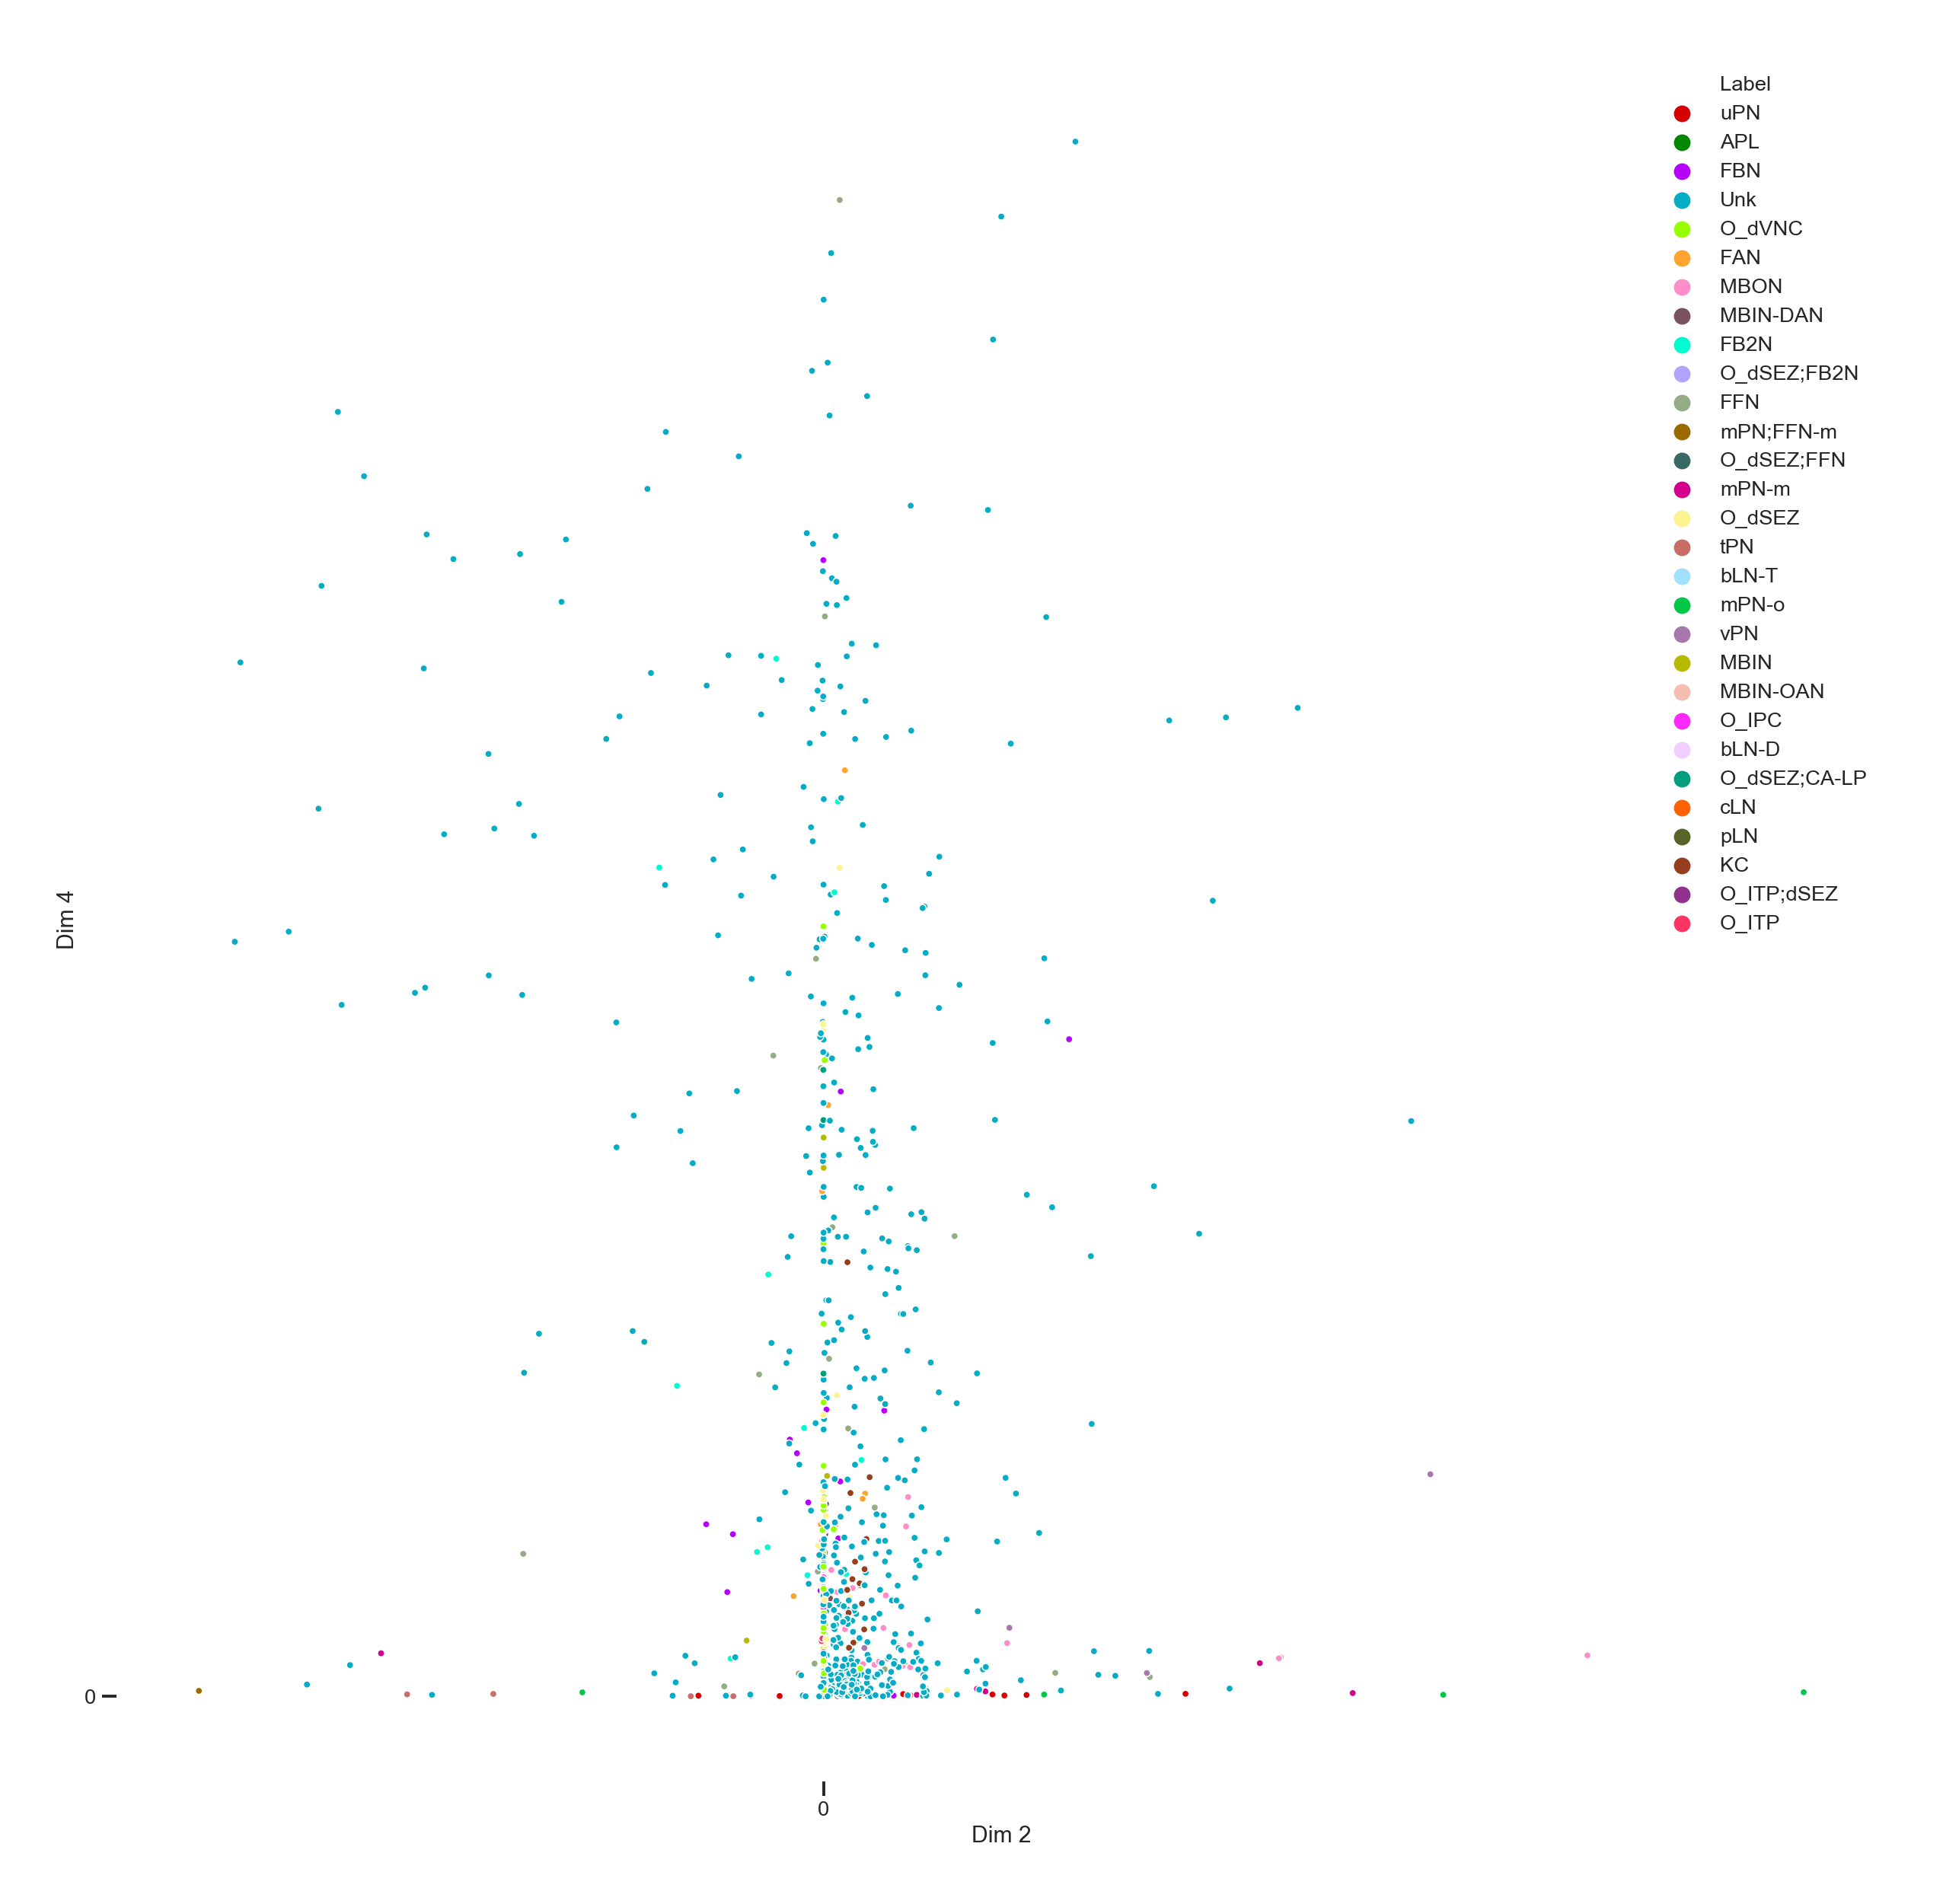 Label
uPN
APL
FBN
Unk
O_dVNC
FAN
MBON
MBIN-DAN
FB2N
O_dSEZ;FB2N
FFN
mPN;FFN-m
O_dSEZ;FFN
mPN-m
O_dSEZ
tPN
bLN-T
mPN-o
vPN
MBIN
MBIN-OAN
O_IPC
bLN-D
O_dSEZ;CA-LP
cLN
pLN
KC
O_ITP;dSEZ
O_ITP
Dim 4
0
0
Dim 2